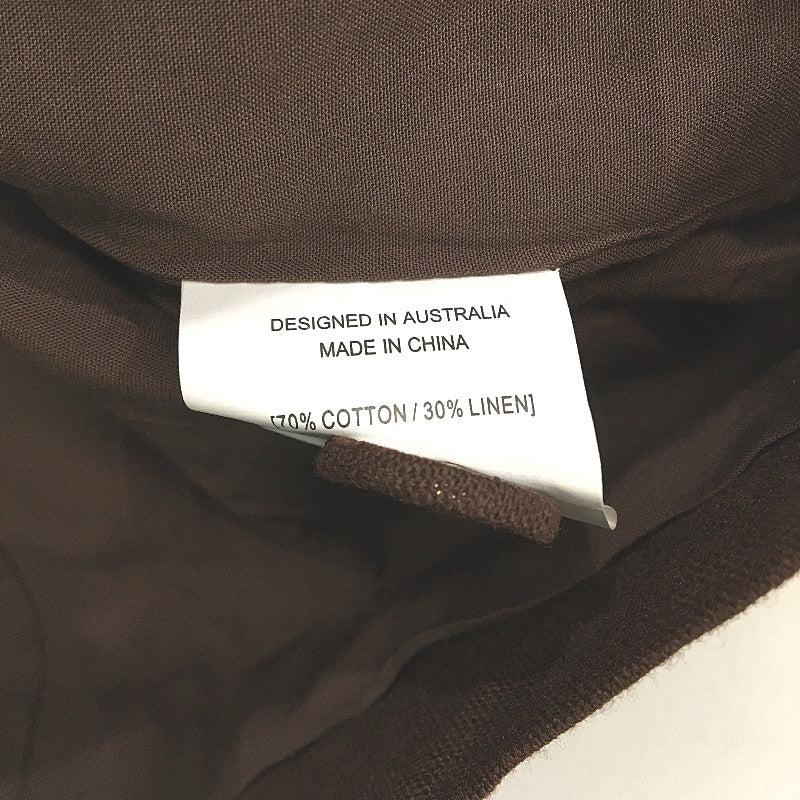 DESIGNED IN AUSTRALIA
MADE IN CHINA
[70% COTTON / 30% LINEN]